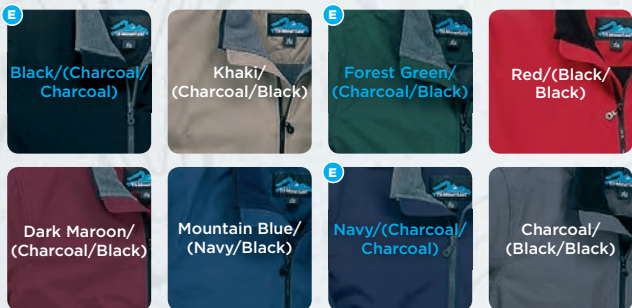 E
Black/(Charcoal/
Charcoal)
Khaki/
(Charcoal/Black)
E
Forest Green/
(Charcoal/Black)
Red/(Black/
Black)
Dark Maroon/
(Charcoal/Black)
Mountain Blue/
(Navy/Black)
E
Navy/(Charcoal/
Charcoal)
Charcoal/
(Black/Black)